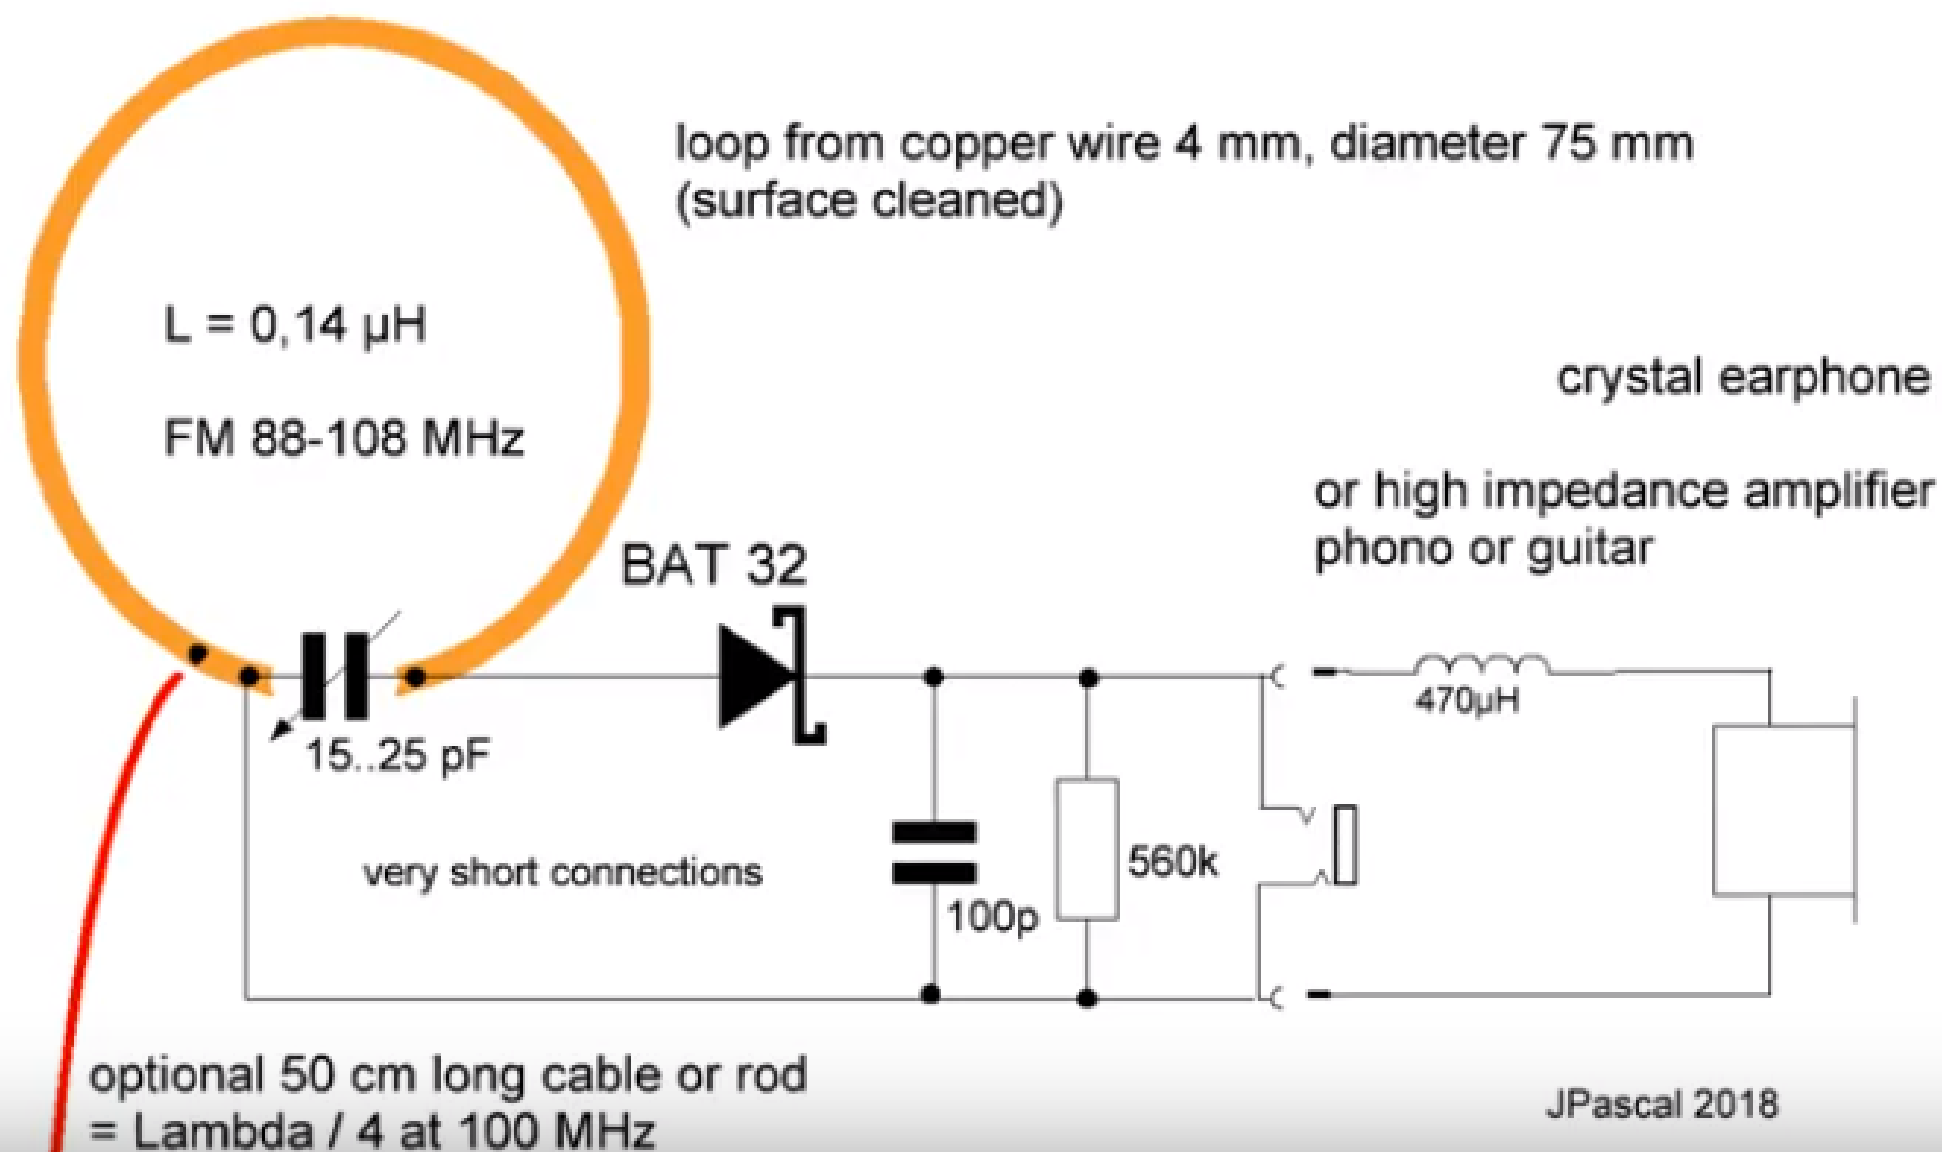 loop from copper wire 4 mm, diameter 75 mm
(surface cleaned)
L = 0,14 µH
FM 88-108 MHz
crystal earphone
or high impedance amplifier
phono or guitar
BAT 32
470µH
15..25 pF
very short connections
560k
100p
optional 50 cm long cable or rod
= Lambda / 4 at 100 MHz
JPascal 2018